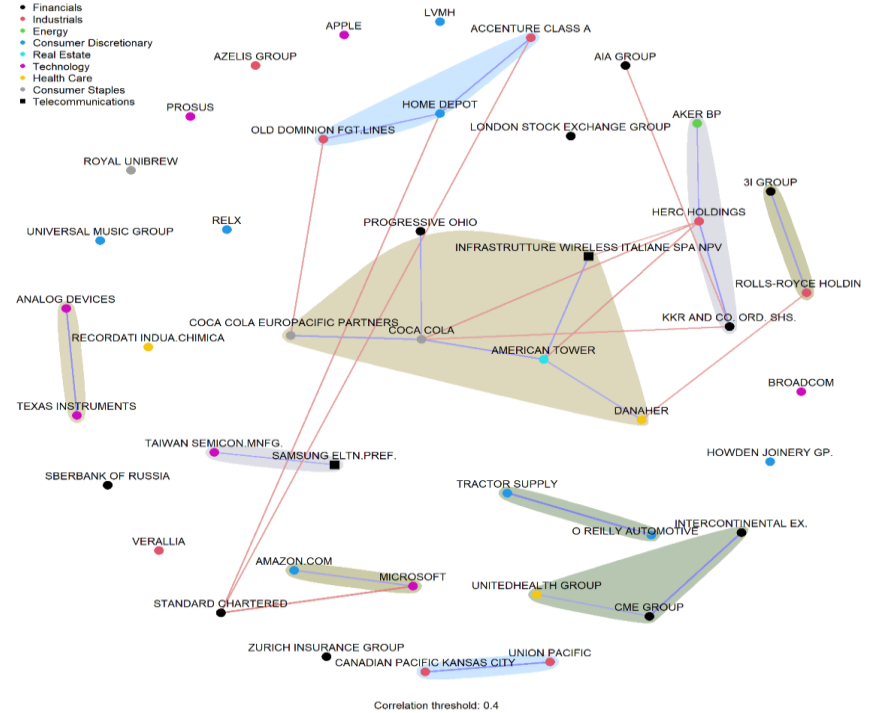 Financials
Industrials
Energy
Consumer Discretionary
Real Estate
Technology
Health Care
Consumer Staples
Telecommunications
LVMH
APPLE
ACCENTURE CLASS A
AZELIS GROUP
AIA GROUP
PROSUS
HOME DEPOT
AKER BP
OLD DOMINION FGT.LINES
LONDON STOCK EXCHANGE GROUP
ROYAL UNIBREW
3I GROUP
HERC HOLDINGS
RELX
PROGRESSIVE OHIO
UNIVERSAL MUSIC GROUP
INFRASTRUTTURE WIRELESS ITALIANE SPA NPV
ROLLS-ROYCE HOLDIN
ANALOG DEVICES
KKR AND CO. ORD. SHS.
COCA COLA EUROPACIFIC PARTNERS
COCA COLA
RECORDATI INDUA.CHIMICA
AMERICAN TOWER
BROADCOM
TEXAS INSTRUMENTS
DANAHER
TAIWAN SEMICON.MNFG.
SAMSUNG ELTN.PREF.
HOWDEN JOINERY GP.
SBERBANK OF RUSSIA
TRACTOR SUPPLY
INTERCONTINENTAL EX.
O REILLY AUTOMOTIVE
VERALLIA
AMAZON.COM
MICROSOFT
UNITEDHEALTH GROUP
STANDARD CHARTERED
CME GROUP
ZURICH INSURANCE GROUP
UNION PACIFIC
CANADIAN PACIFIC KANSAS CITY
Correlation threshold: 0.4